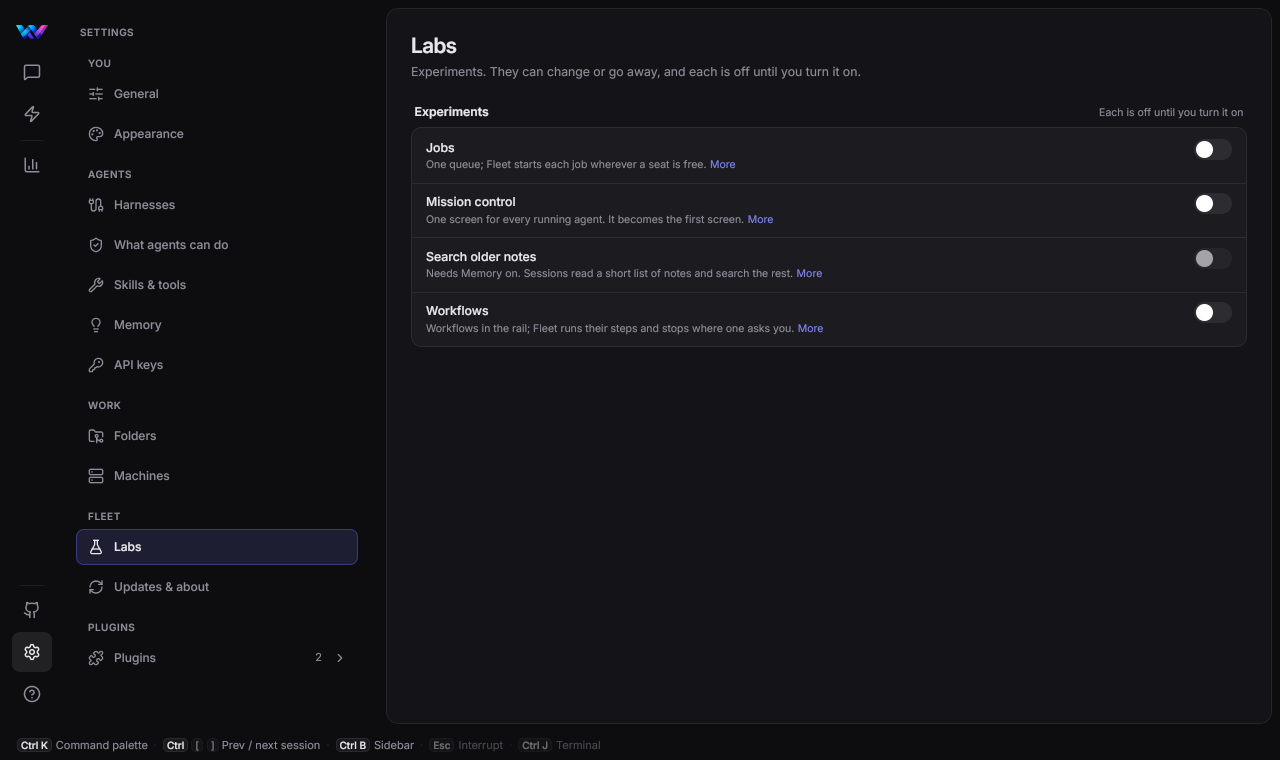 SETTINGS
YOU
General
Appearance
AGENTS
Harnesses
What agents can do
Skills & tools
Memory
API keys
WORK
Folders
Machines
FLEET
Labs
Updates & about
PLUGINS
Plugins 2
Labs
Experiments. They can change or go away, and each is off until you turn it on.
Experiments Each is off until you turn it on
Jobs
One queue; Fleet starts each job wherever a seat is free. More
Mission control
One screen for every running agent. It becomes the first screen. More
Search older notes
Needs Memory on. Sessions read a short list of notes and search the rest. More
Workflows
Workflows in the rail; Fleet runs their steps and stops where one asks you. More
Ctrl K Command palette · Ctrl [ ] Prev / next session · Ctrl B Sidebar · Esc Interrupt · Ctrl J Terminal